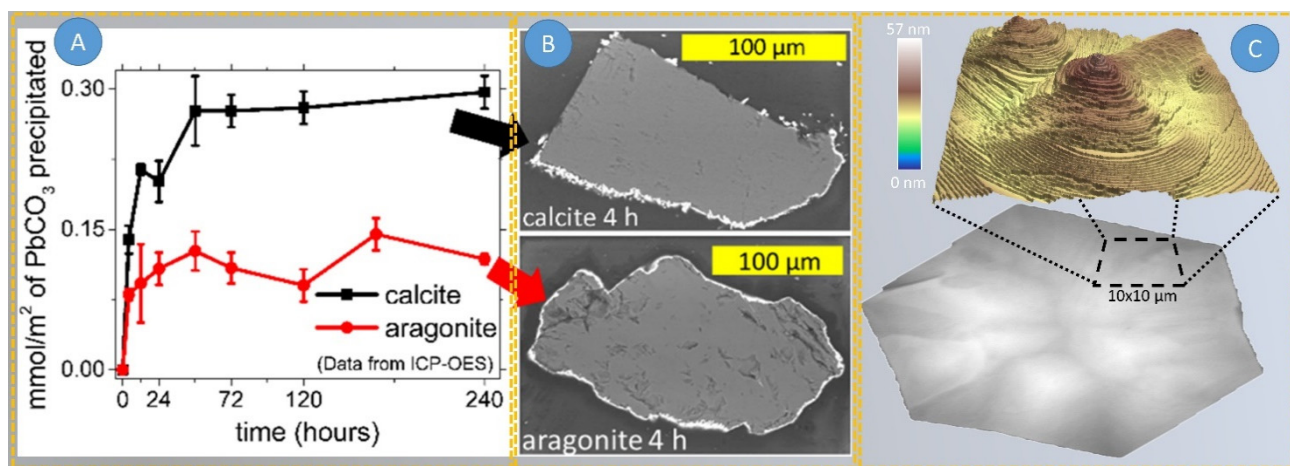 A
mmol/m² of PbCO₃ precipitated
0.30
0.15
0.00
calcite
aragonite
(Data from ICP-OES)
0 24 72 120 240
time (hours)
B
100 µm
calcite 4 h
100 µm
aragonite 4 h
C
57 nm
0 nm
10x10 µm